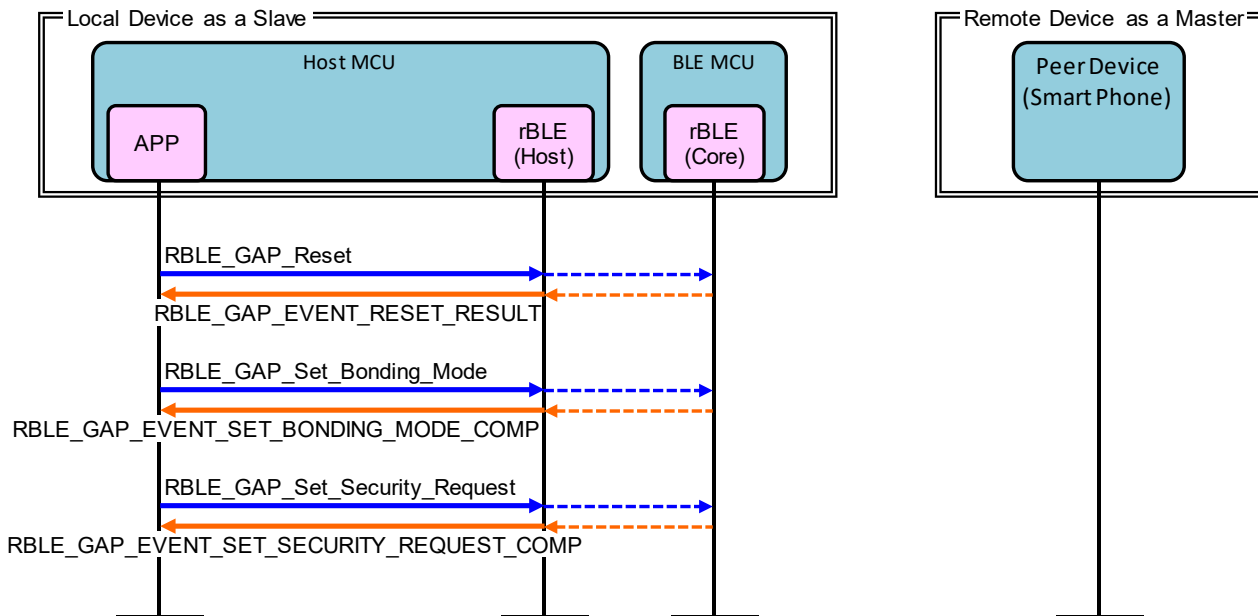 Local Device as a Slave
Remote Device as a Master
Host MCU
BLE MCU
Peer Device
(Smart Phone)
APP
rBLE
(Host)
rBLE
(Core)
RBLE_GAP_Reset
RBLE_GAP_EVENT_RESET_RESULT
RBLE_GAP_Set_Bonding_Mode
RBLE_GAP_EVENT_SET_BONDING_MODE_COMP
RBLE_GAP_Set_Security_Request
RBLE_GAP_EVENT_SET_SECURITY_REQUEST_COMP